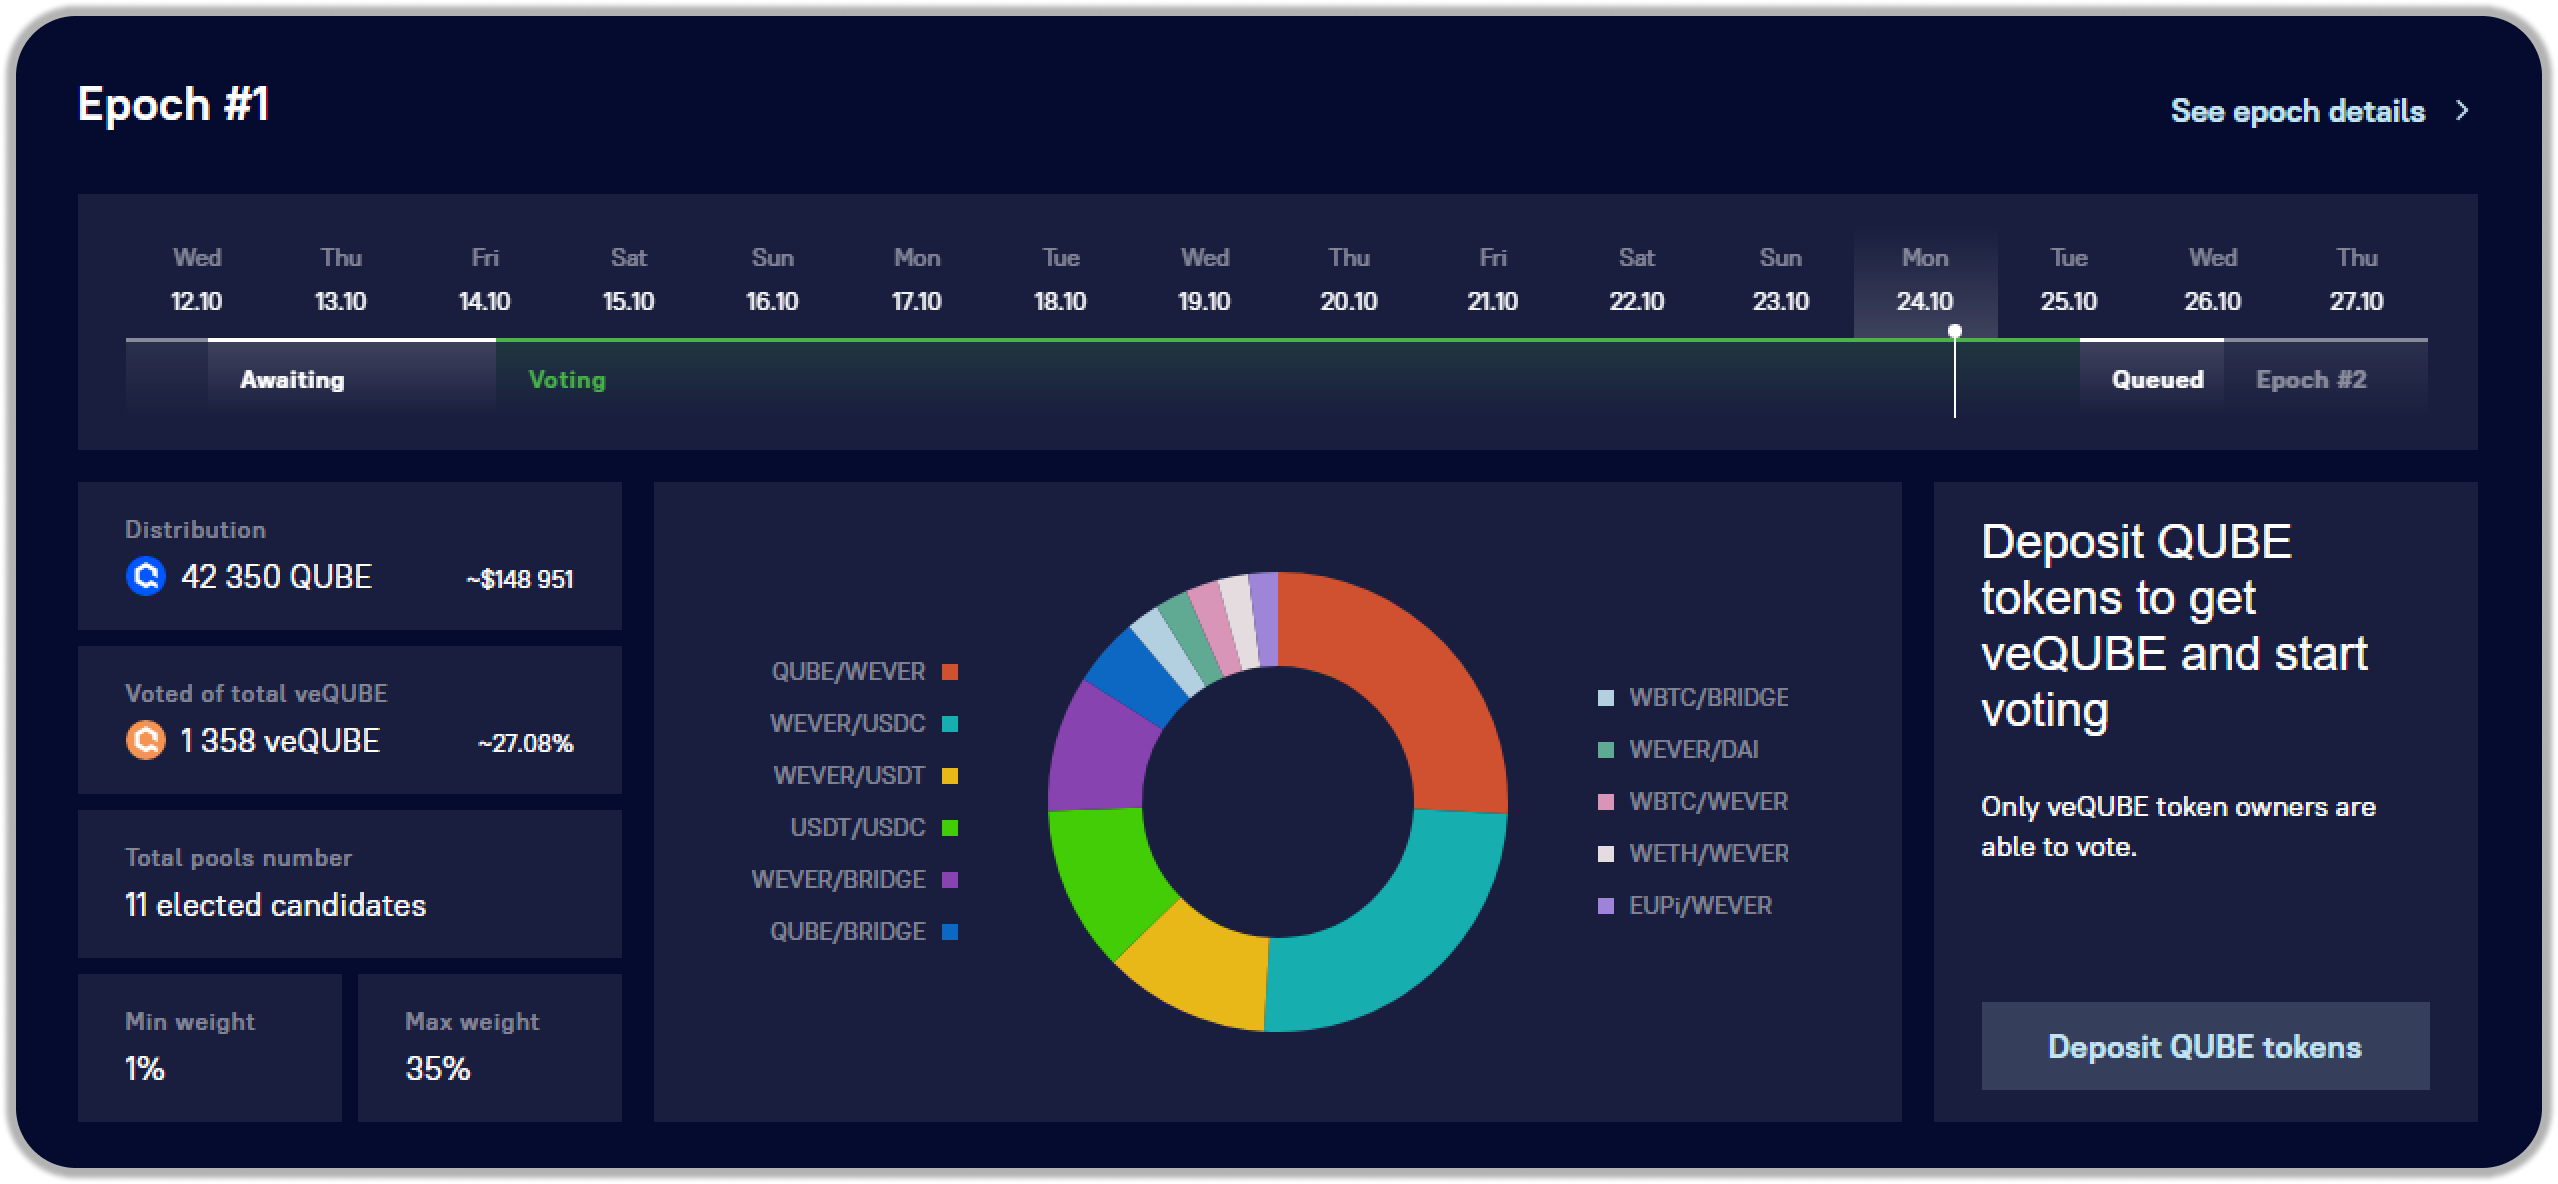 Epoch #1
See epoch details
Wed Thu Fri Sat Sun Mon Tue Wed Thu Fri Sat Sun Mon Tue Wed Thu
12.10 13.10 14.10 15.10 16.10 17.10 18.10 19.10 20.10 21.10 22.10 23.10 24.10 25.10 26.10 27.10
Awaiting Voting Queued Epoch #2
Distribution
42 350 QUBE ~$148 951
Voted of total veQUBE
1 358 veQUBE ~27.08%
Total pools number
11 elected candidates
Min weight
1%
Max weight
35%
QUBE/WEVER
WEVER/USDC
WEVER/USDT
USDT/USDC
WEVER/BRIDGE
QUBE/BRIDGE
WBTC/BRIDGE
WEVER/DAI
WBTC/WEVER
WETH/WEVER
EUPi/WEVER
Deposit QUBE
tokens to get
veQUBE and start
voting
Only veQUBE token owners are
able to vote.
Deposit QUBE tokens